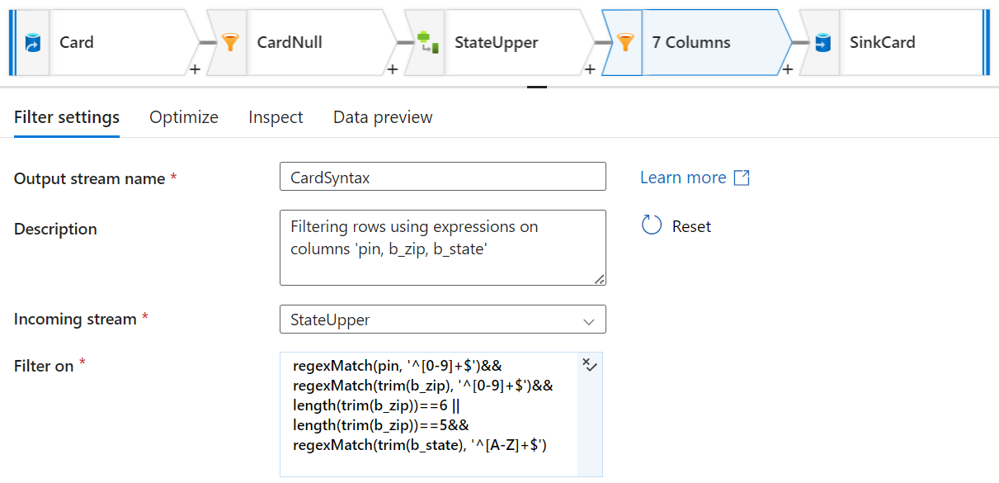 Card
CardNull
StateUpper
7 Columns
SinkCard
+ + + +
Filter settings Optimize Inspect Data preview
Output stream name *
CardSyntax
Learn more
Description
Filtering rows using expressions on
columns 'pin, b_zip, b_state'
Reset
Incoming stream *
StateUpper
Filter on *
regexMatch(pin, '^[0-9]+$')&&
regexMatch(trim(b_zip), '^[0-9]+$')&&
length(trim(b_zip))==6 ||
length(trim(b_zip))==5&&
regexMatch(trim(b_state), '^[A-Z]+$')